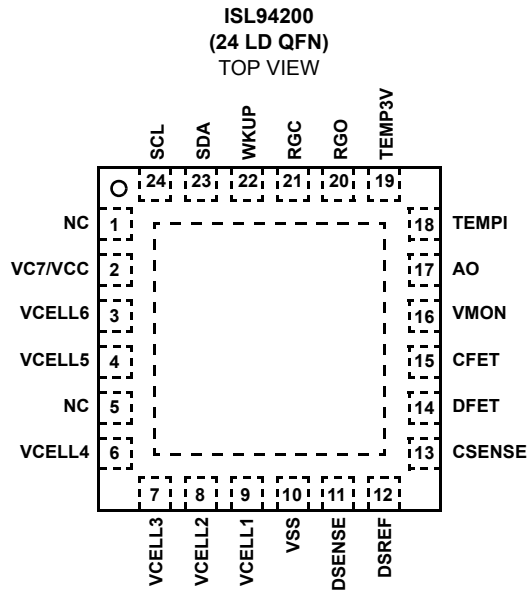 ISL94200
(24 LD QFN)
TOP VIEW
SCL
SDA
WKUP
RGC
RGO
TEMP3V
24
23
22
21
20
19
NC
1
18
TEMPI
VC7/VCC
2
17
AO
VCELL6
3
16
VMON
VCELL5
4
15
CFET
NC
5
14
DFET
VCELL4
6
13
CSENSE
7
8
9
10
11
12
VCELL3
VCELL2
VCELL1
VSS
DSENSE
DSREF